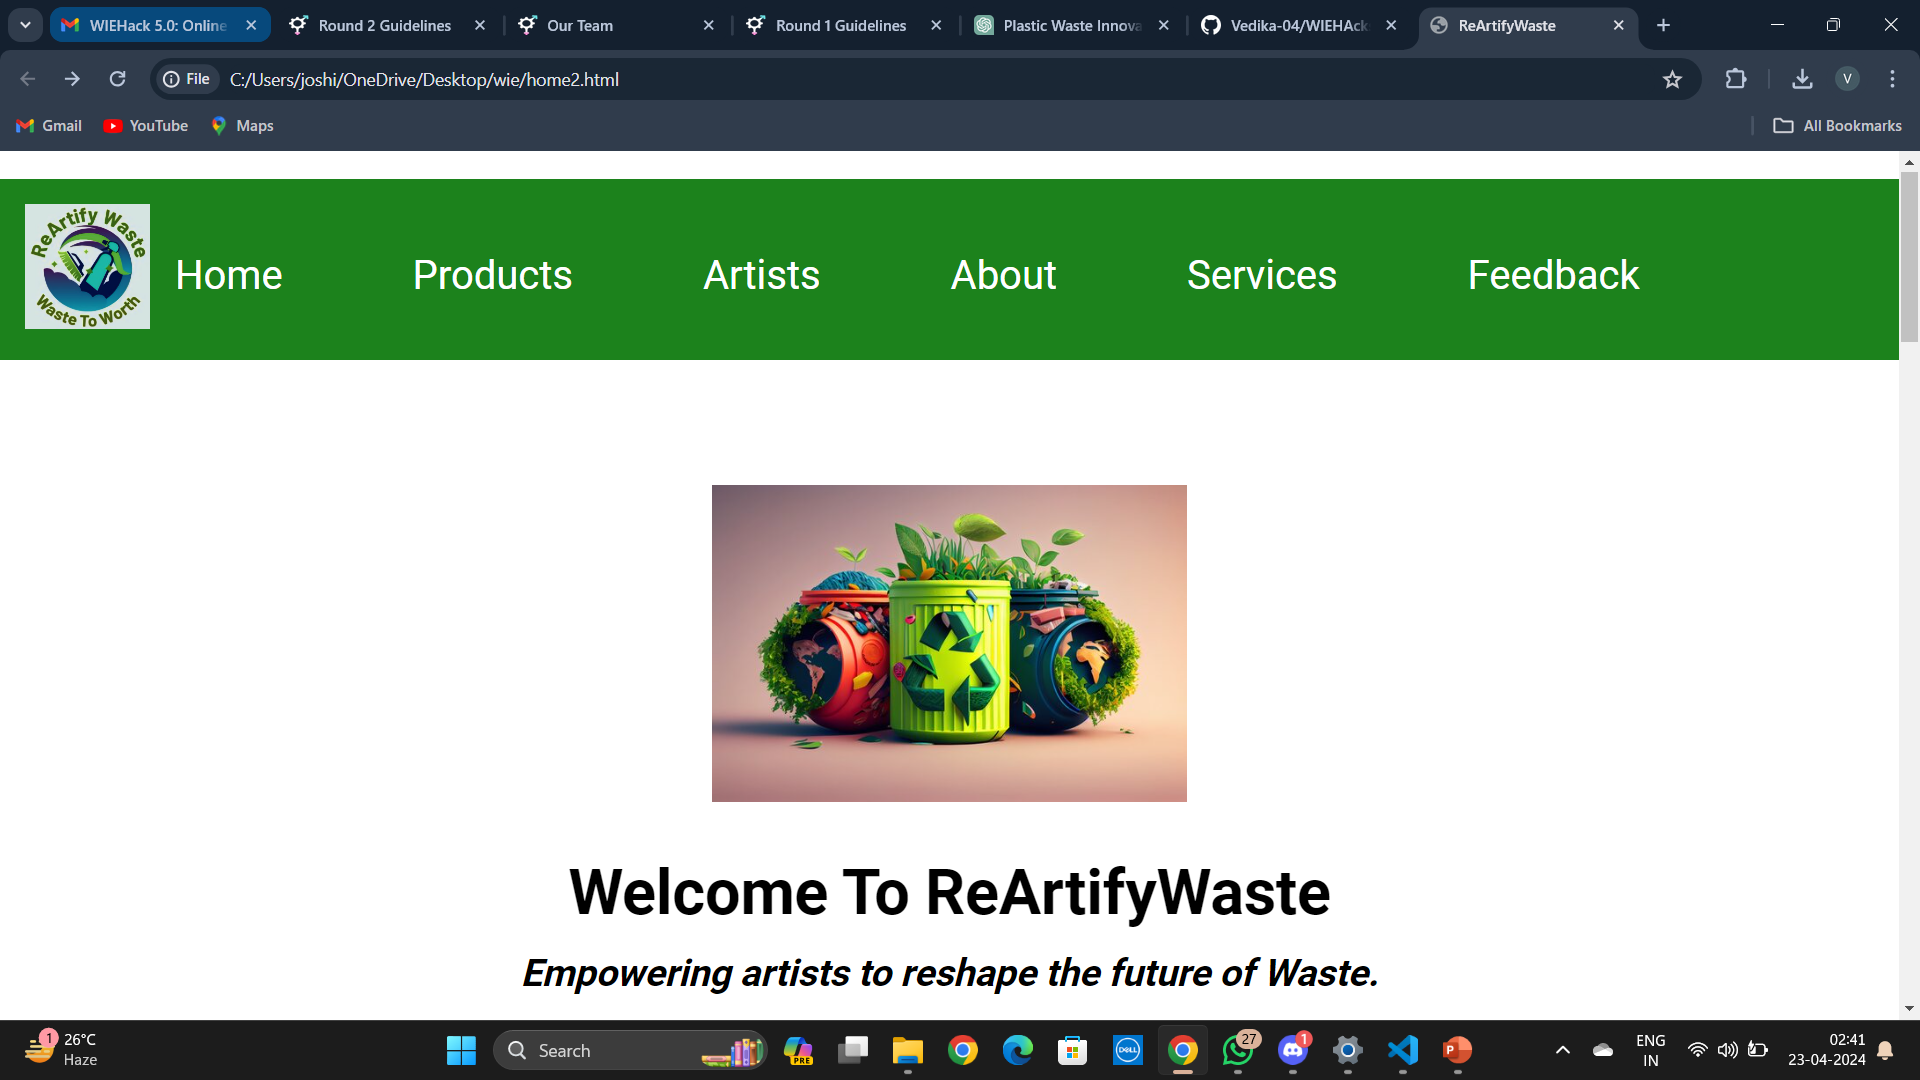 WIEHack 5.0: Online
Round 2 Guidelines
Our Team
Round 1 Guidelines
Plastic Waste Innova
Vedika-04/WIEHAck
ReArtifyWaste
File
C:/Users/joshi/OneDrive/Desktop/wie/home2.html
V
Gmail
YouTube
Maps
All Bookmarks
ReArtify Waste
Waste To Worth
Home
Products
Artists
About
Services
Feedback
Welcome To ReArtifyWaste
Empowering artists to reshape the future of Waste.
1
26°C
Haze
Search
PRE
DELL
27
1
P
ENG
IN
02:41
23-04-2024